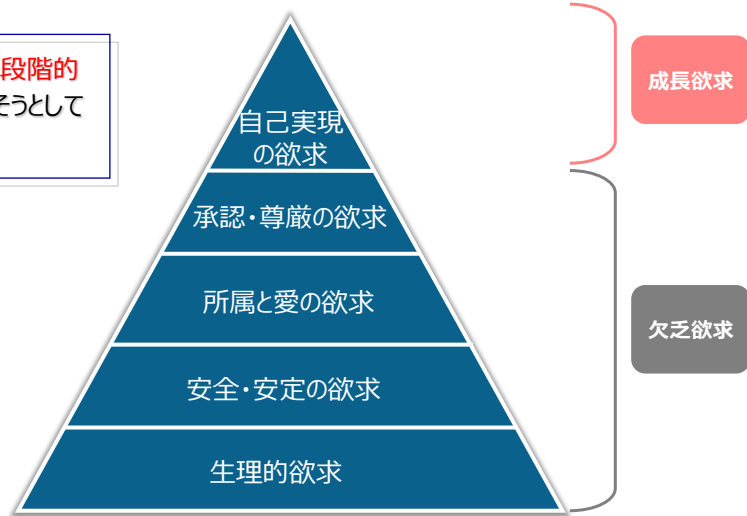 段階的
そうとして
自己実現
の欲求
承認・尊厳の欲求
所属と愛の欲求
安全・安定の欲求
生理的欲求
成長欲求
欠乏欲求